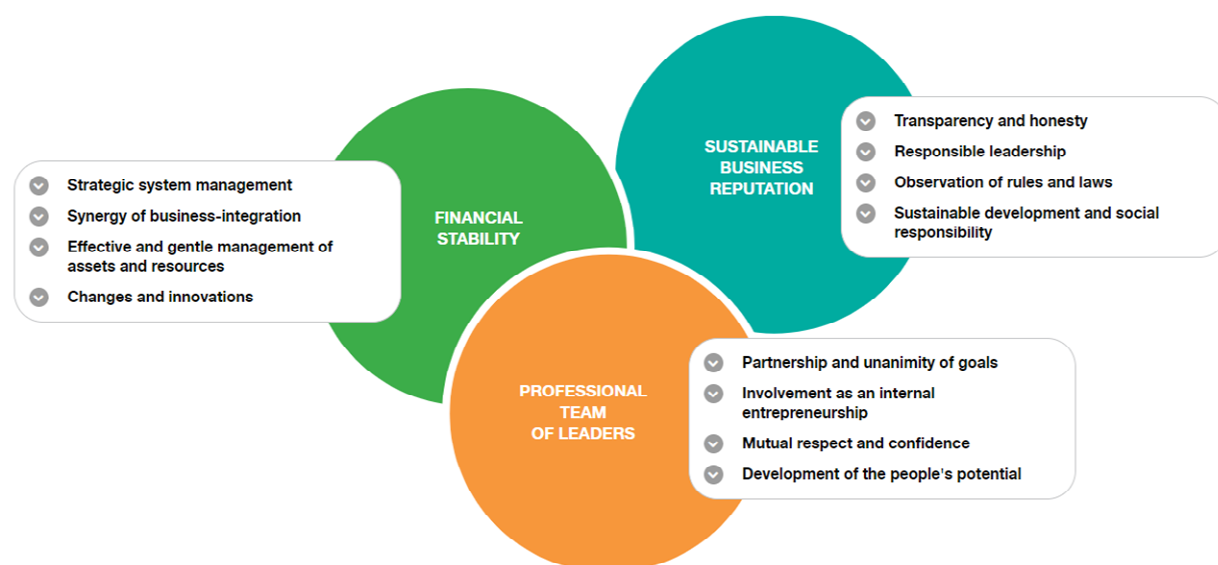 FINANCIAL
STABILITY
Strategic system management
Synergy of business-integration
Effective and gentle management of
assets and resources
Changes and innovations
SUSTAINABLE
BUSINESS
REPUTATION
Transparency and honesty
Responsible leadership
Observation of rules and laws
Sustainable development and social
responsibility
PROFESSIONAL
TEAM
OF LEADERS
Partnership and unanimity of goals
Involvement as an internal
entrepreneurship
Mutual respect and confidence
Development of the people's potential